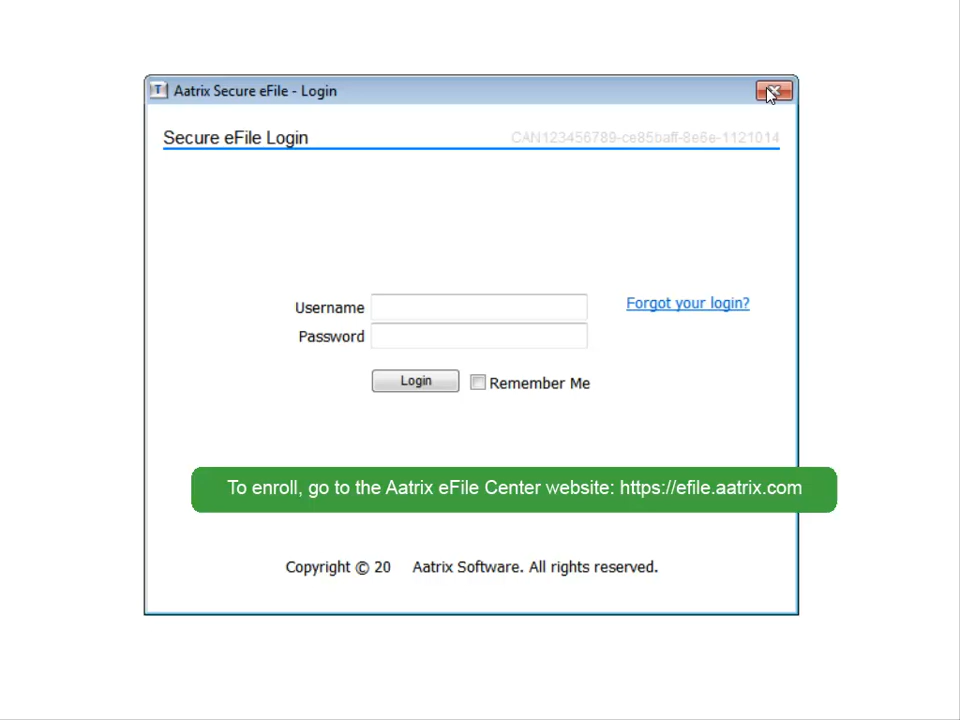 Aatrix Secure eFile - Login
Secure eFile Login CAN123456789-ce85baff-8e6e-1121014
Username
Forgot your login?
Password
Login Remember Me
To enroll, go to the Aatrix eFile Center website: https://efile.aatrix.com
Copyright © 20 Aatrix Software. All rights reserved.